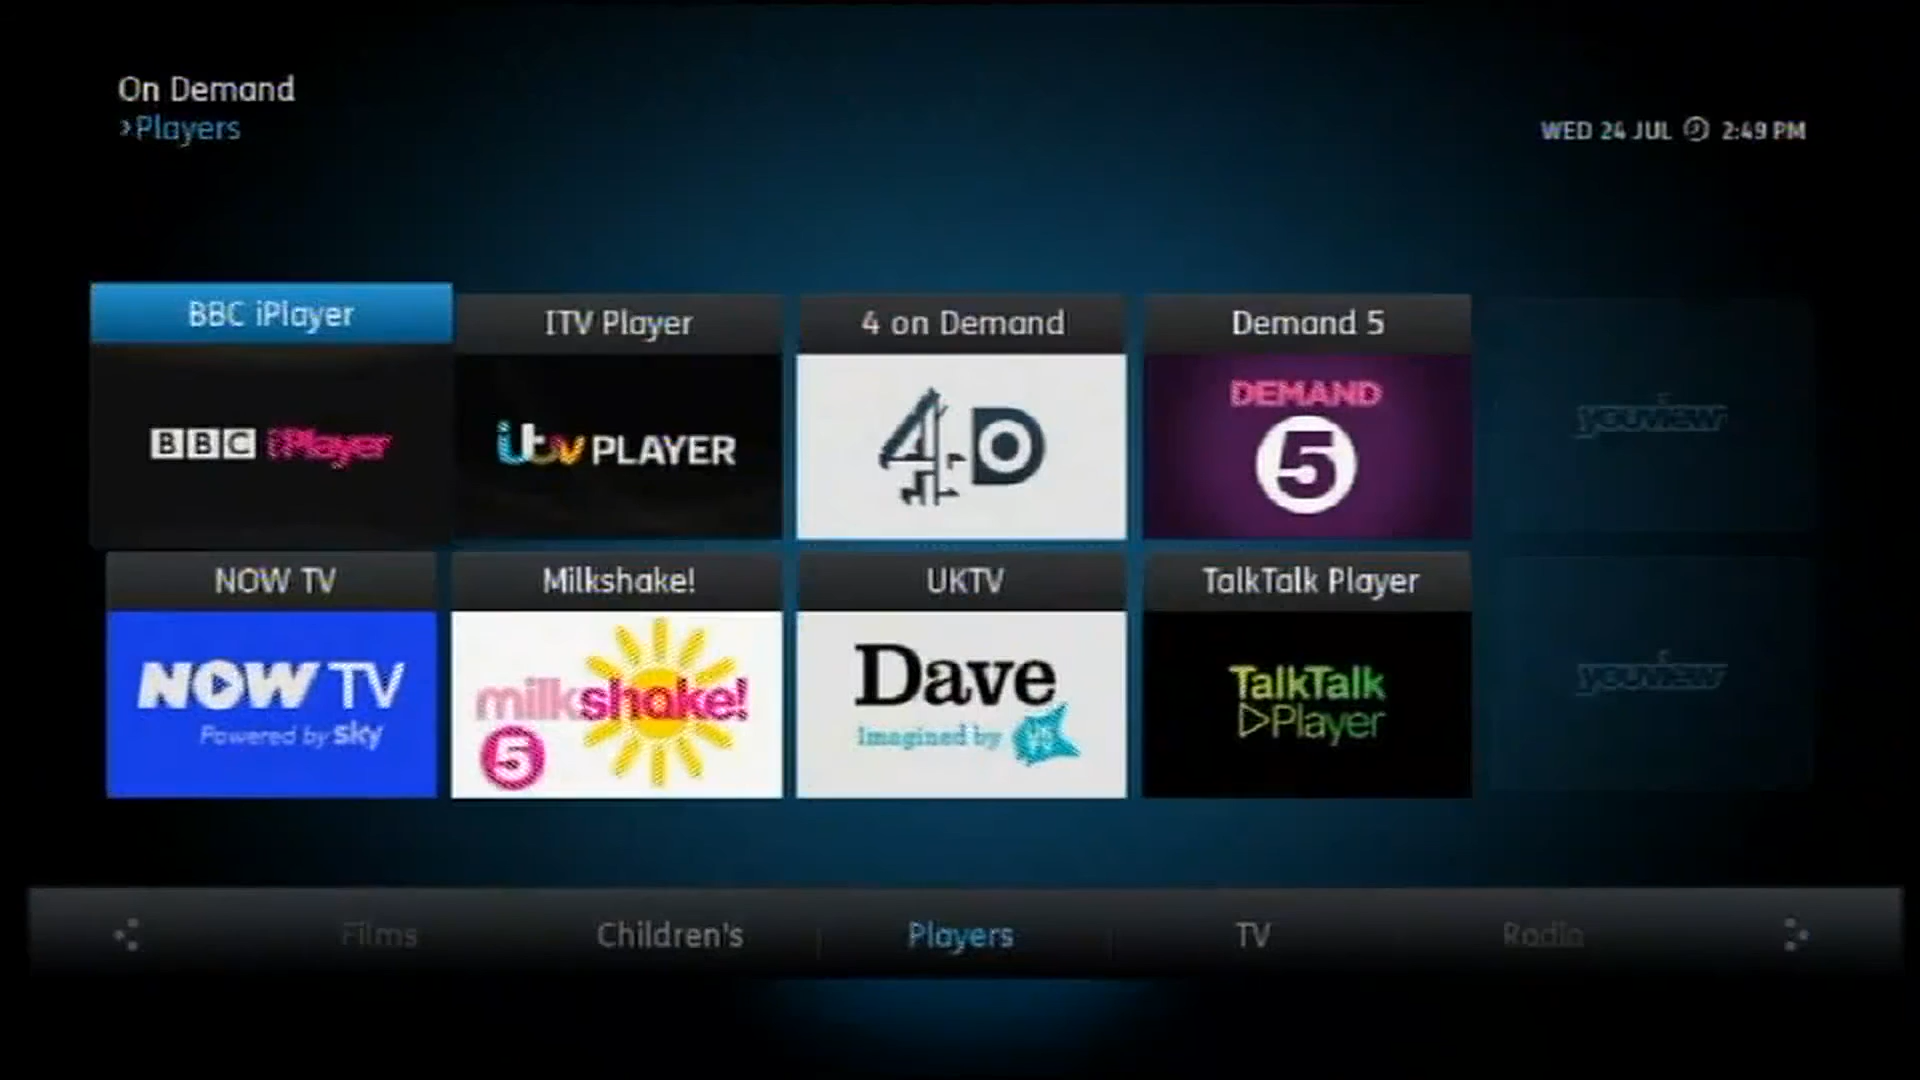 On Demand
›Players
WED 24 JUL 2:49 PM
BBC iPlayer
ITV Player
4 on Demand
Demand 5
BBC iPlayer
itv PLAYER
4oD
DEMAND
5
youview
NOW TV
Milkshake!
UKTV
TalkTalk Player
NOW TV
Powered by sky
milkshake!
5
Dave
Imagined by
TalkTalk
Player
youview
Films
Children's
Players
TV
Radio